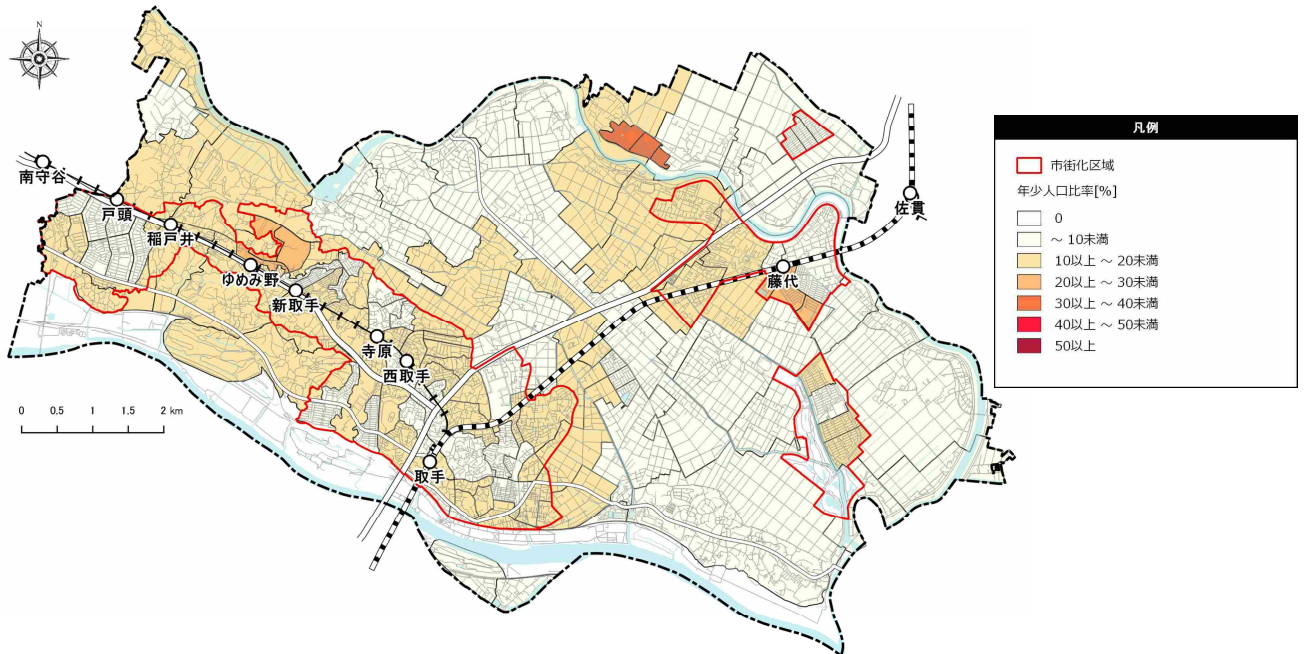 N
南守谷
戸頭
稲戸井
ゆめみ野
新取手
寺原
西取手
取手
藤代
佐貫
0 0.5 1 1.5 2 km
凡例
市街化区域
年少人口比率[%]
0
～ 10未満
10以上 ～ 20未満
20以上 ～ 30未満
30以上 ～ 40未満
40以上 ～ 50未満
50以上